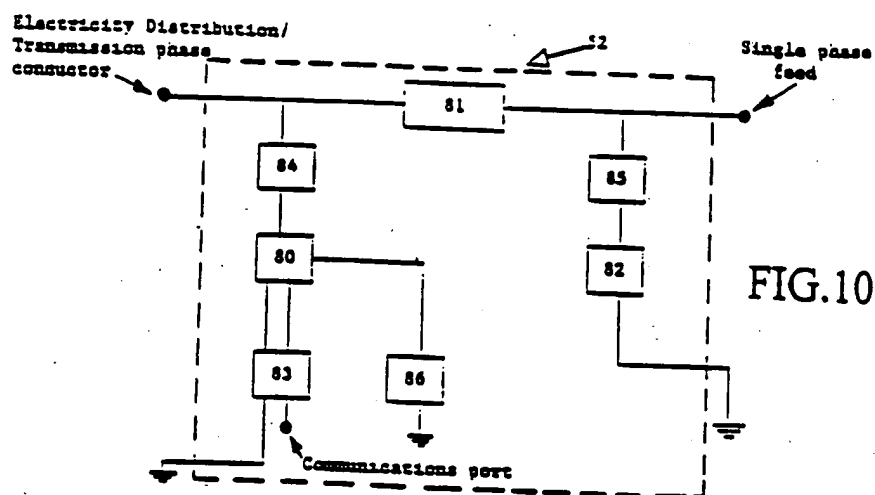 Electricity Distribution/
Transmission phase
conductor
52
Single phase
feed
81
84
85
80
82
FIG.10
83
86
Communications port